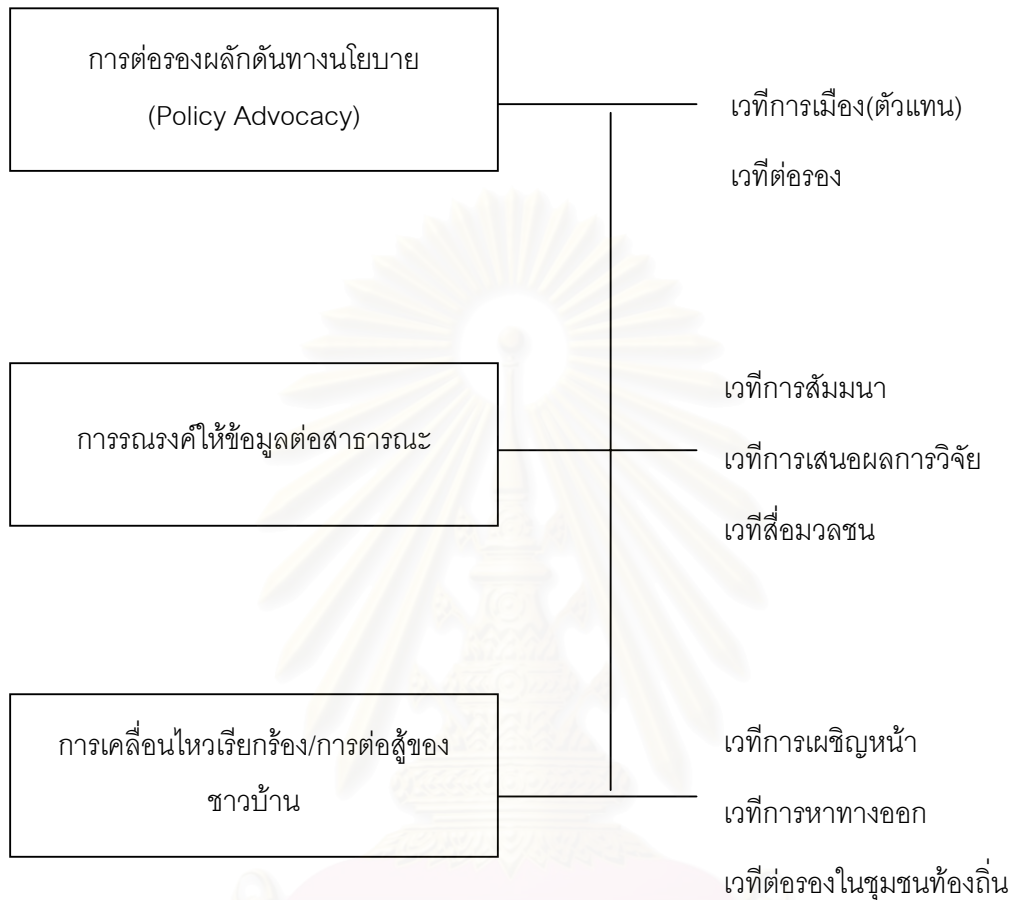 การต่อรองผลักดันทางนโยบาย
(Policy Advocacy)
เวทีการเมือง(ตัวแทน)
เวทีต่อรอง
การรณรงค์ให้ข้อมูลต่อสาธารณะ
เวทีการสัมมนา
เวทีการเสนอผลการวิจัย
เวทีสื่อมวลชน
การเคลื่อนไหวเรียกร้อง/การต่อสู้ของ
ชาวบ้าน
เวทีการเผชิญหน้า
เวทีการหาทางออก
เวทีต่อรองในชุมชนท้องถิ่น